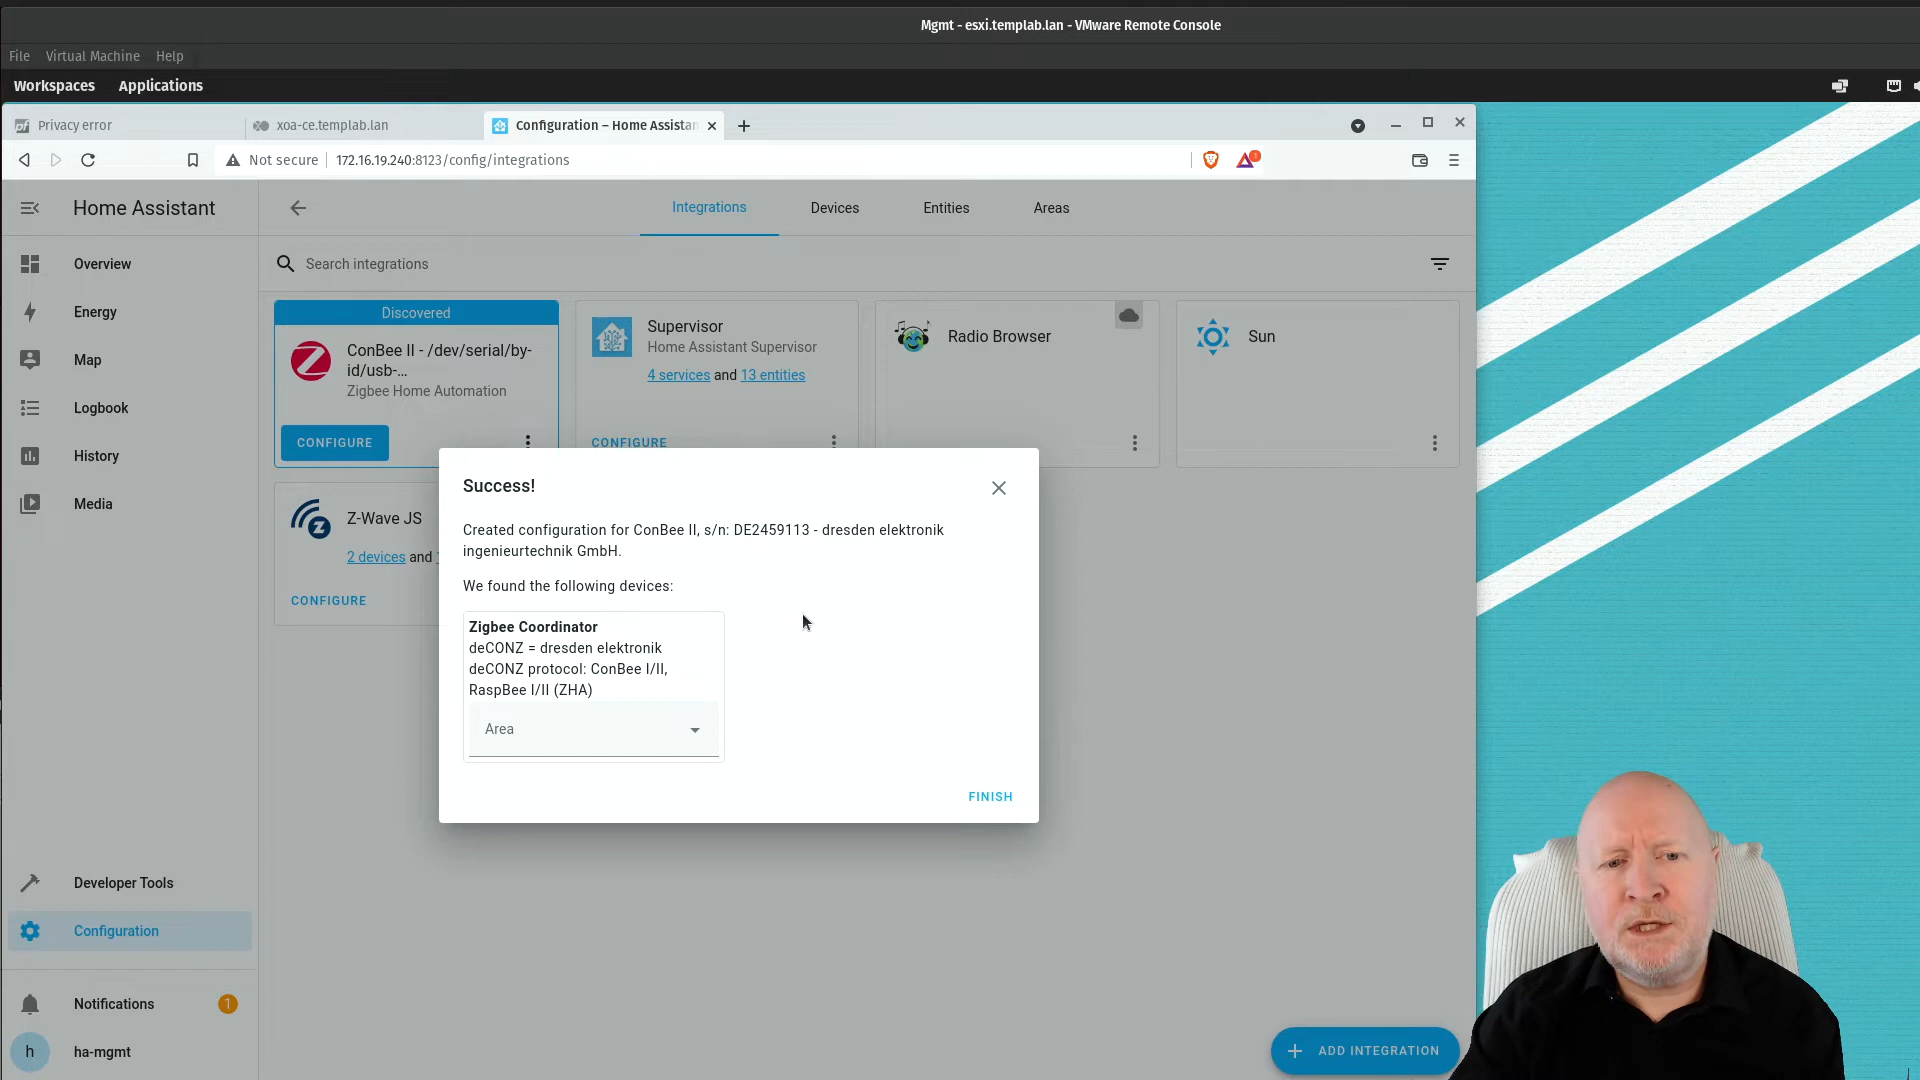 Mgmt - esxi.templab.lan - VMware Remote Console
File Virtual Machine Help
Workspaces Applications
Privacy error
xoa-ce.templab.lan
Configuration – Home Assistan
Not secure 172.16.19.240:8123/config/integrations
1
Home Assistant
Integrations Devices Entities Areas
Overview
Energy
Map
Logbook
History
Media
Search integrations
Discovered
ConBee II - /dev/serial/by-
id/usb-...
Zigbee Home Automation
CONFIGURE
Supervisor
Home Assistant Supervisor
4 services and 13 entities
CONFIGURE
Radio Browser
Sun
Z-Wave JS
2 devices and
CONFIGURE
Success!
Created configuration for ConBee II, s/n: DE2459113 - dresden elektronik
ingenieurtechnik GmbH.
We found the following devices:
Zigbee Coordinator
deCONZ = dresden elektronik
deCONZ protocol: ConBee I/II,
RaspBee I/II (ZHA)
Area
FINISH
Developer Tools
Configuration
Notifications 1
h ha-mgmt
ADD INTEGRATION